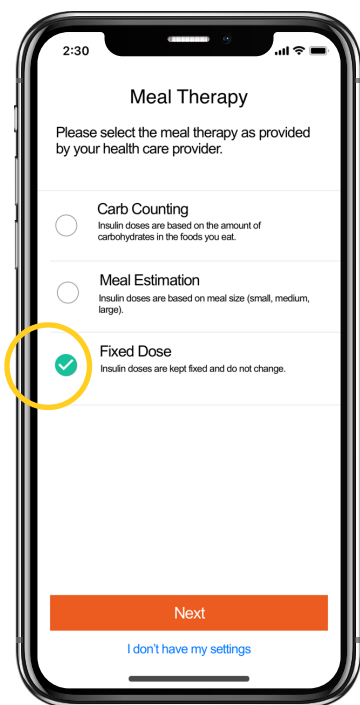 2:30
Meal Therapy
Please select the meal therapy as provided
by your health care provider.
Carb Counting
Insulin doses are based on the amount of
carbohydrates in the foods you eat.
Meal Estimation
Insulin doses are based on meal size (small, medium,
large).
Fixed Dose
Insulin doses are kept fixed and do not change.
Next
I don't have my settings